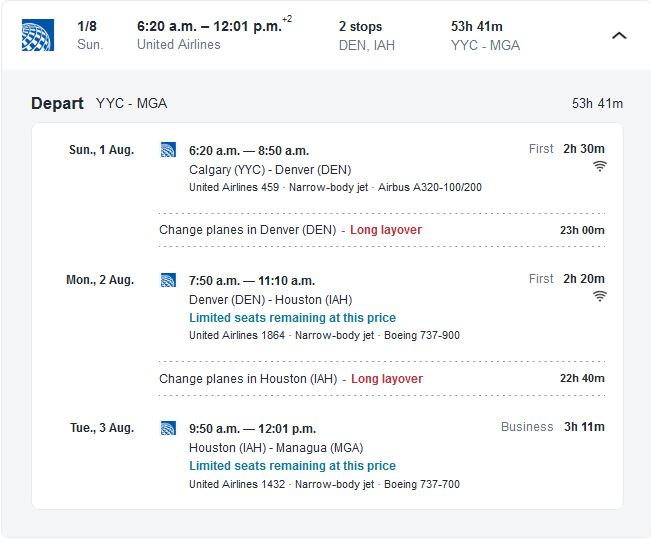 1/8 6:20 a.m. – 12:01 p.m.+2 2 stops 53h 41m
Sun. United Airlines DEN, IAH YYC - MGA
Depart YYC - MGA 53h 41m
Sun., 1 Aug. 6:20 a.m. — 8:50 a.m. First 2h 30m
Calgary (YYC) - Denver (DEN)
United Airlines 459 · Narrow-body jet · Airbus A320-100/200
Change planes in Denver (DEN) - Long layover 23h 00m
Mon., 2 Aug. 7:50 a.m. — 11:10 a.m. First 2h 20m
Denver (DEN) - Houston (IAH)
Limited seats remaining at this price
United Airlines 1864 · Narrow-body jet · Boeing 737-900
Change planes in Houston (IAH) - Long layover 22h 40m
Tue., 3 Aug. 9:50 a.m. — 12:01 p.m. Business 3h 11m
Houston (IAH) - Managua (MGA)
Limited seats remaining at this price
United Airlines 1432 · Narrow-body jet · Boeing 737-700